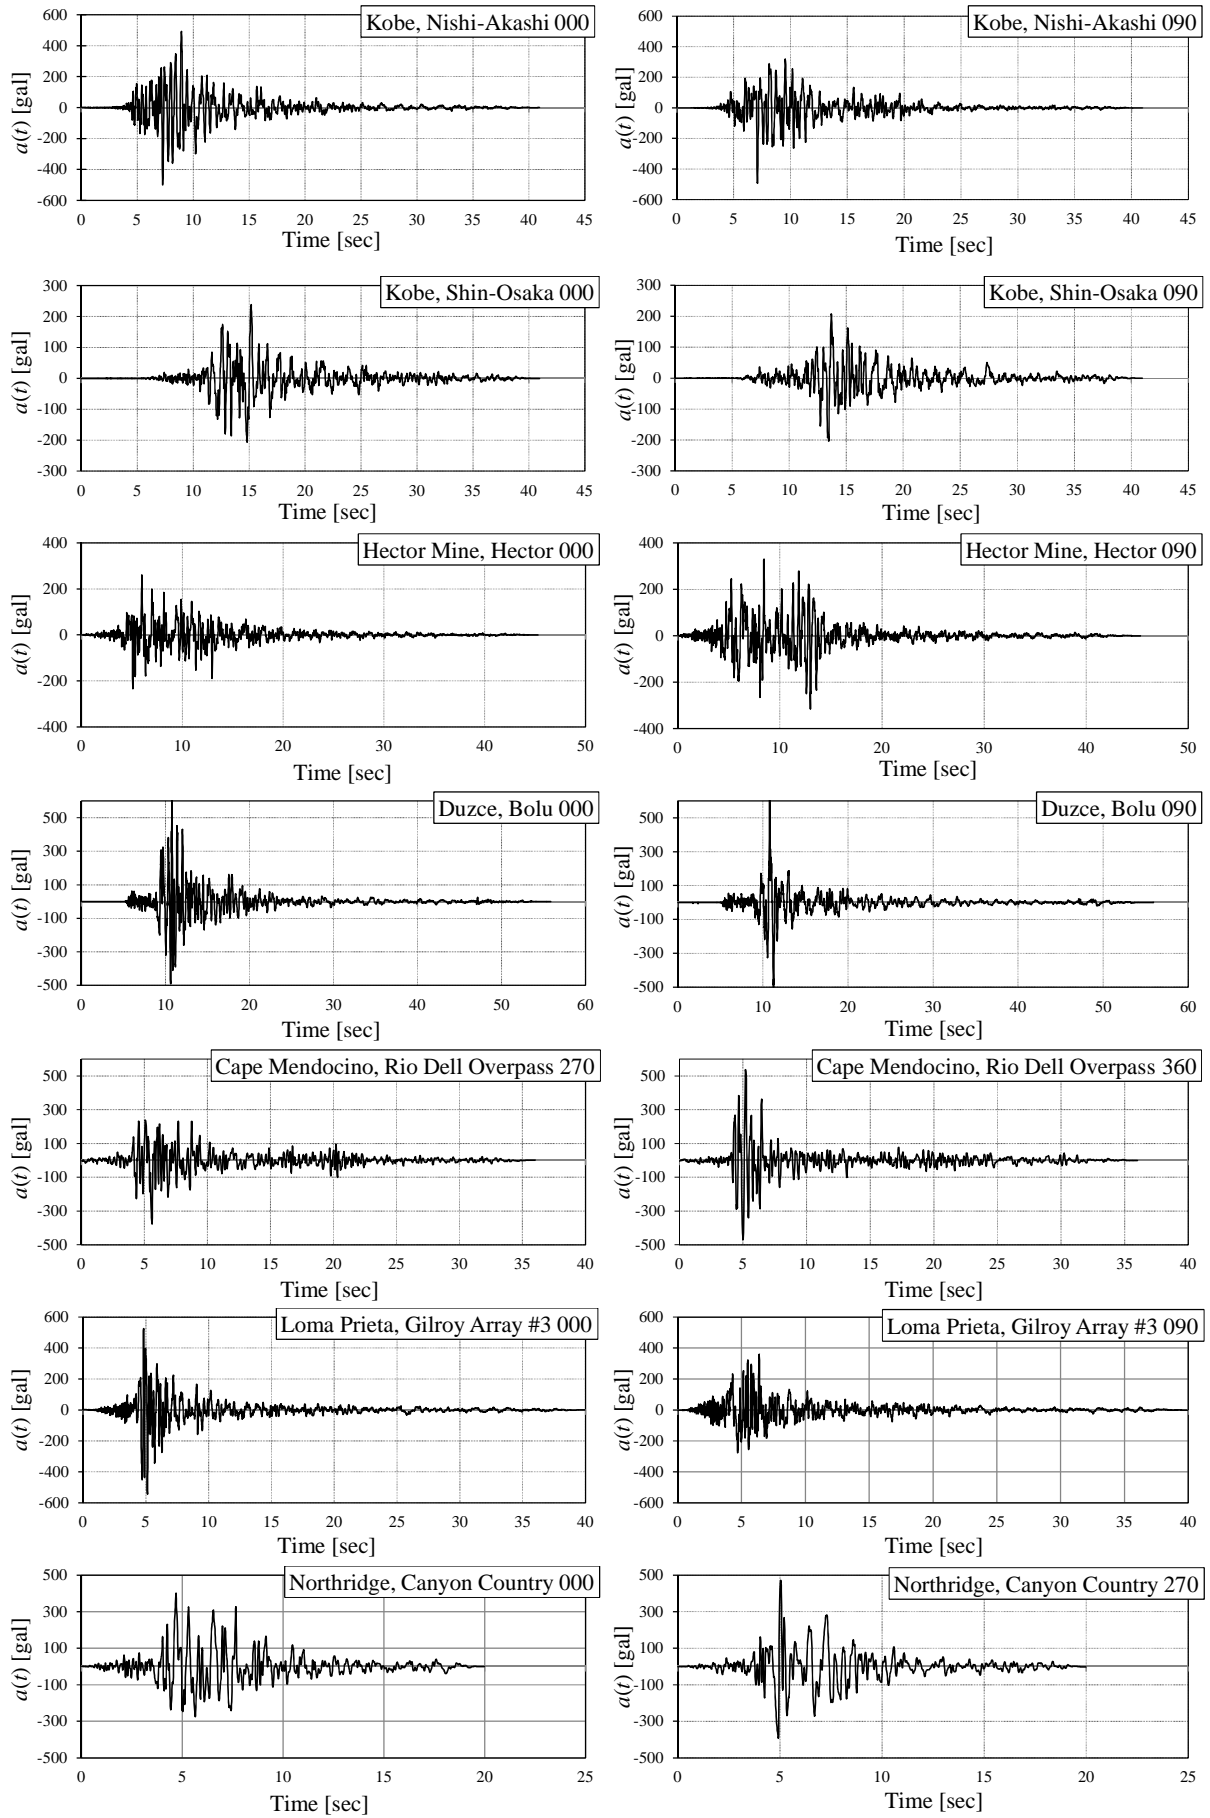 Kobe, Nishi-Akashi 000
a(t) [gal]
600
400
200
0
-200
-400
-600
0 5 10 15 20 25 30 35 40 45
Time [sec]
Kobe, Nishi-Akashi 090
a(t) [gal]
600
400
200
0
-200
-400
-600
0 5 10 15 20 25 30 35 40 45
Time [sec]
Kobe, Shin-Osaka 000
a(t) [gal]
300
200
100
0
-100
-200
-300
0 5 10 15 20 25 30 35 40 45
Time [sec]
Kobe, Shin-Osaka 090
a(t) [gal]
300
200
100
0
-100
-200
-300
0 5 10 15 20 25 30 35 40 45
Time [sec]
Hector Mine, Hector 000
a(t) [gal]
400
200
0
-200
-400
0 10 20 30 40 50
Time [sec]
Hector Mine, Hector 090
a(t) [gal]
400
200
0
-200
-400
0 10 20 30 40 50
Time [sec]
Duzce, Bolu 000
a(t) [gal]
500
300
100
-100
-300
-500
0 10 20 30 40 50 60
Time [sec]
Duzce, Bolu 090
a(t) [gal]
500
300
100
-100
-300
-500
0 10 20 30 40 50 60
Time [sec]
Cape Mendocino, Rio Dell Overpass 270
a(t) [gal]
500
300
100
-100
-300
-500
0 5 10 15 20 25 30 35 40
Time [sec]
Cape Mendocino, Rio Dell Overpass 360
a(t) [gal]
500
300
100
-100
-300
-500
0 5 10 15 20 25 30 35 40
Time [sec]
Loma Prieta, Gilroy Array #3 000
a(t) [gal]
600
400
200
0
-200
-400
-600
0 5 10 15 20 25 30 35 40
Time [sec]
Loma Prieta, Gilroy Array #3 090
a(t) [gal]
600
400
200
0
-200
-400
-600
0 5 10 15 20 25 30 35 40
Time [sec]
Northridge, Canyon Country 000
a(t) [gal]
500
300
100
-100
-300
-500
0 5 10 15 20 25
Time [sec]
Northridge, Canyon Country 270
a(t) [gal]
500
300
100
-100
-300
-500
0 5 10 15 20 25
Time [sec]